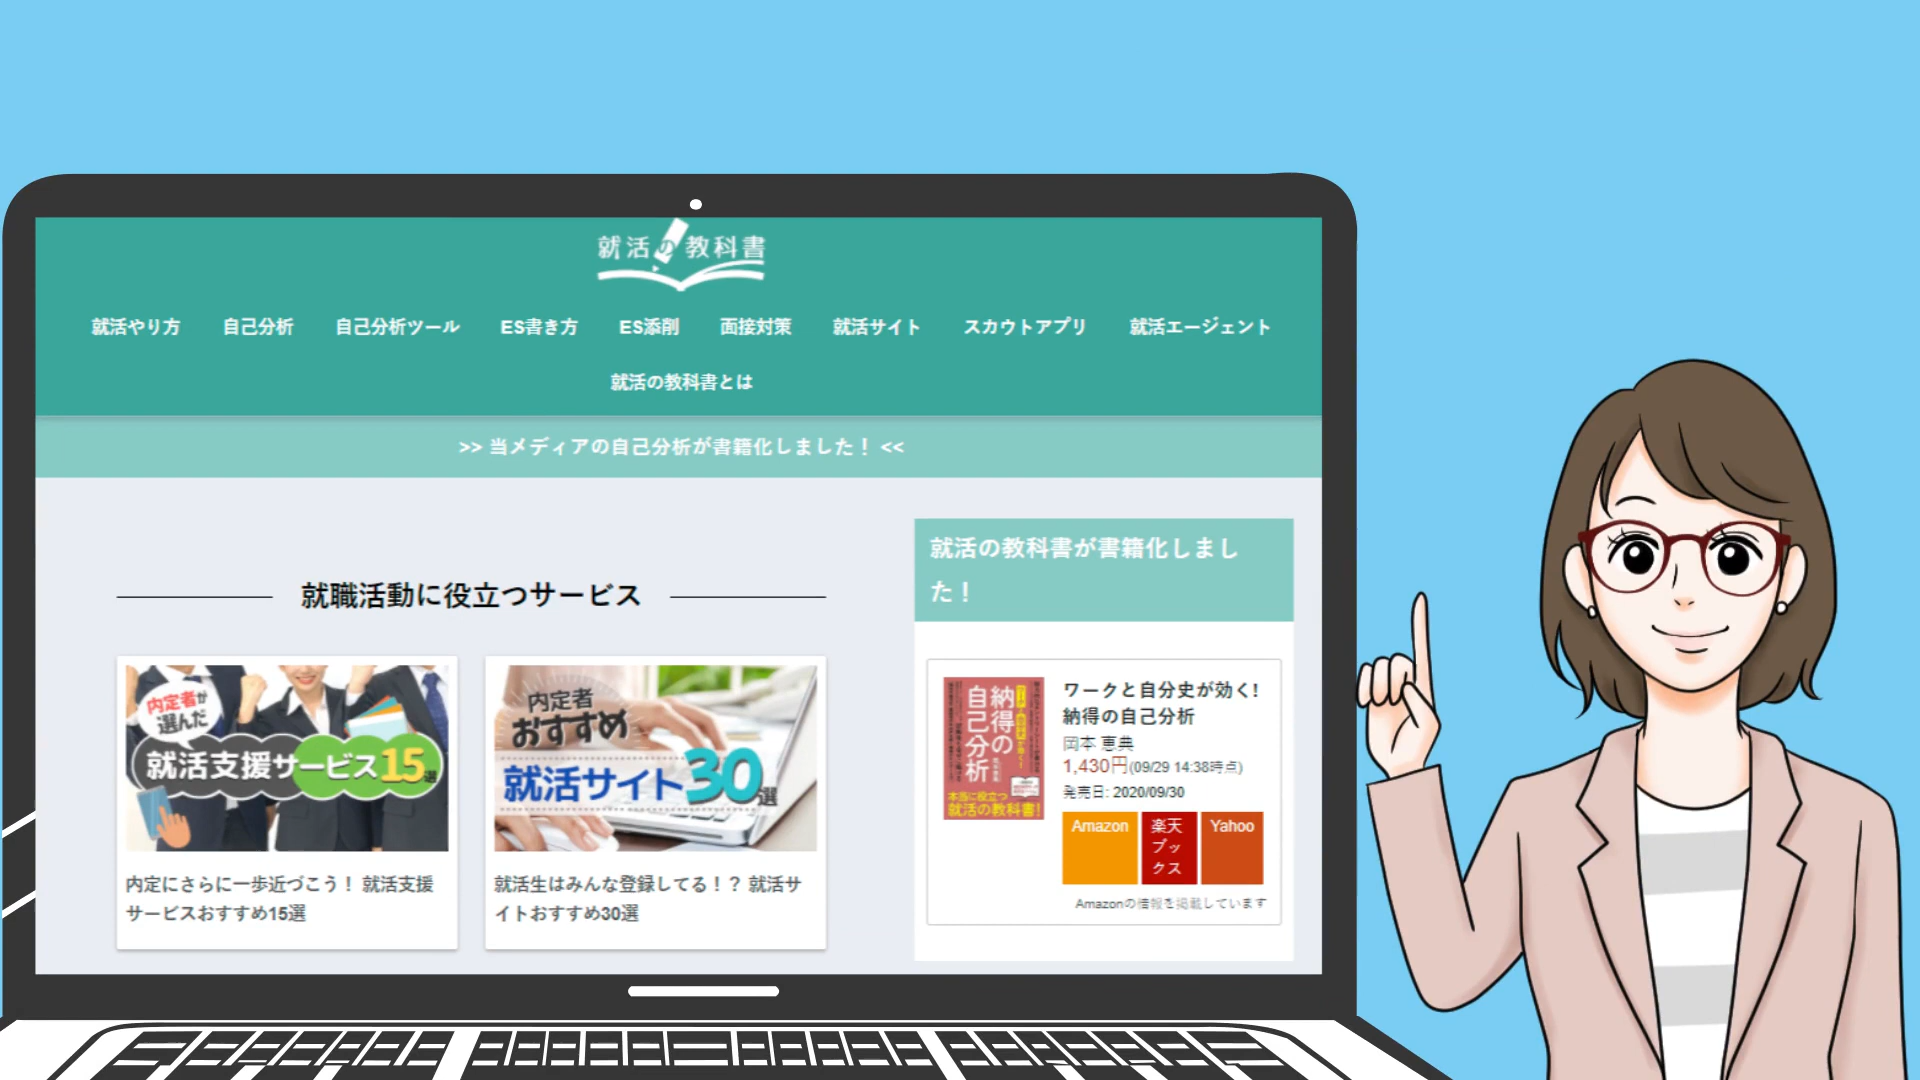 就活の教科書
就活やり方 自己分析 自己分析ツール ES書き方 ES添削 面接対策 就活サイト スカウトアプリ 就活エージェント
就活の教科書とは
>> 当メディアの自己分析が書籍化しました！ <<
就職活動に役立つサービス
内定者が
選んだ
就活支援サービス15選
内定にさらに一歩近づこう！ 就活支援
サービスおすすめ15選
内定者
おすすめ
就活サイト30選
就活生はみんな登録してる！？ 就活サ
イトおすすめ30選
就活の教科書が書籍化しまし
た！
納得の
自己分析
本当に役立つ
就活の教科書!
ワークと自分史が効く!
納得の自己分析
岡本 恵典
1,430円(09/29 14:38時点)
発売日: 2020/09/30
Amazon
楽天
ブッ
クス
Yahoo
Amazonの情報を掲載しています